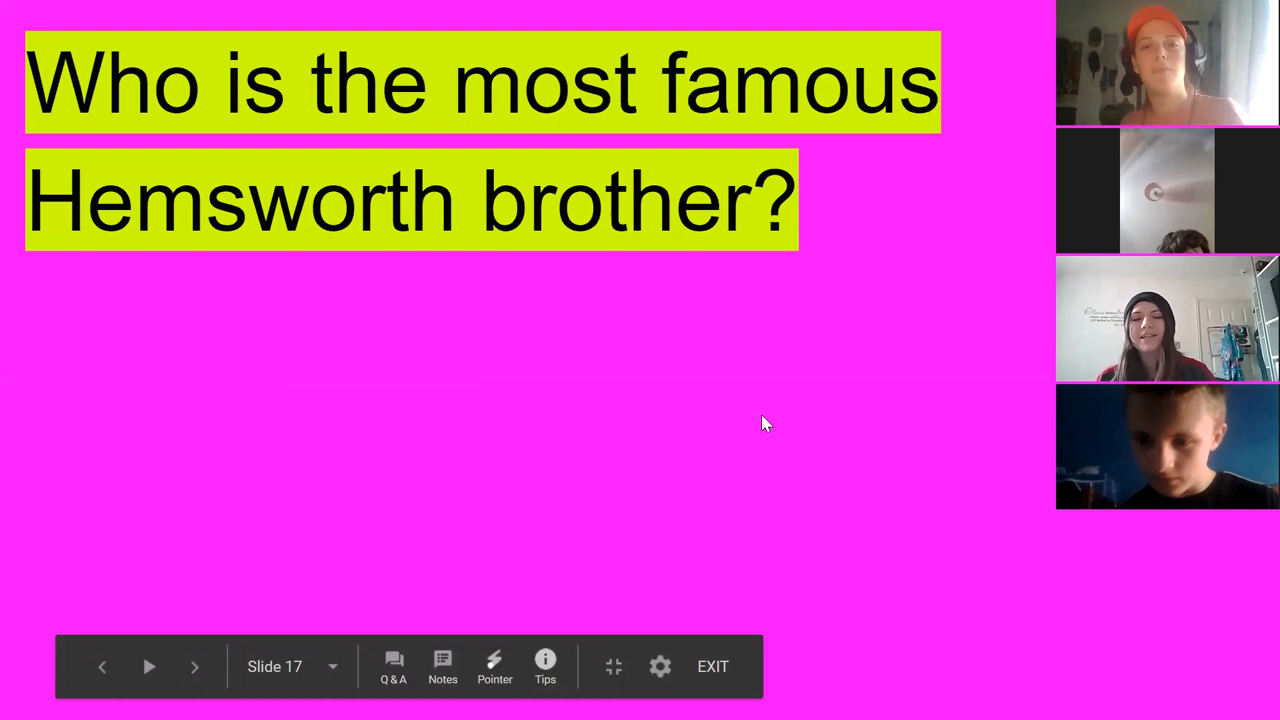 Who is the most famous
Hemsworth brother?
Slide 17
Q & A
Notes
Pointer
Tips
EXIT